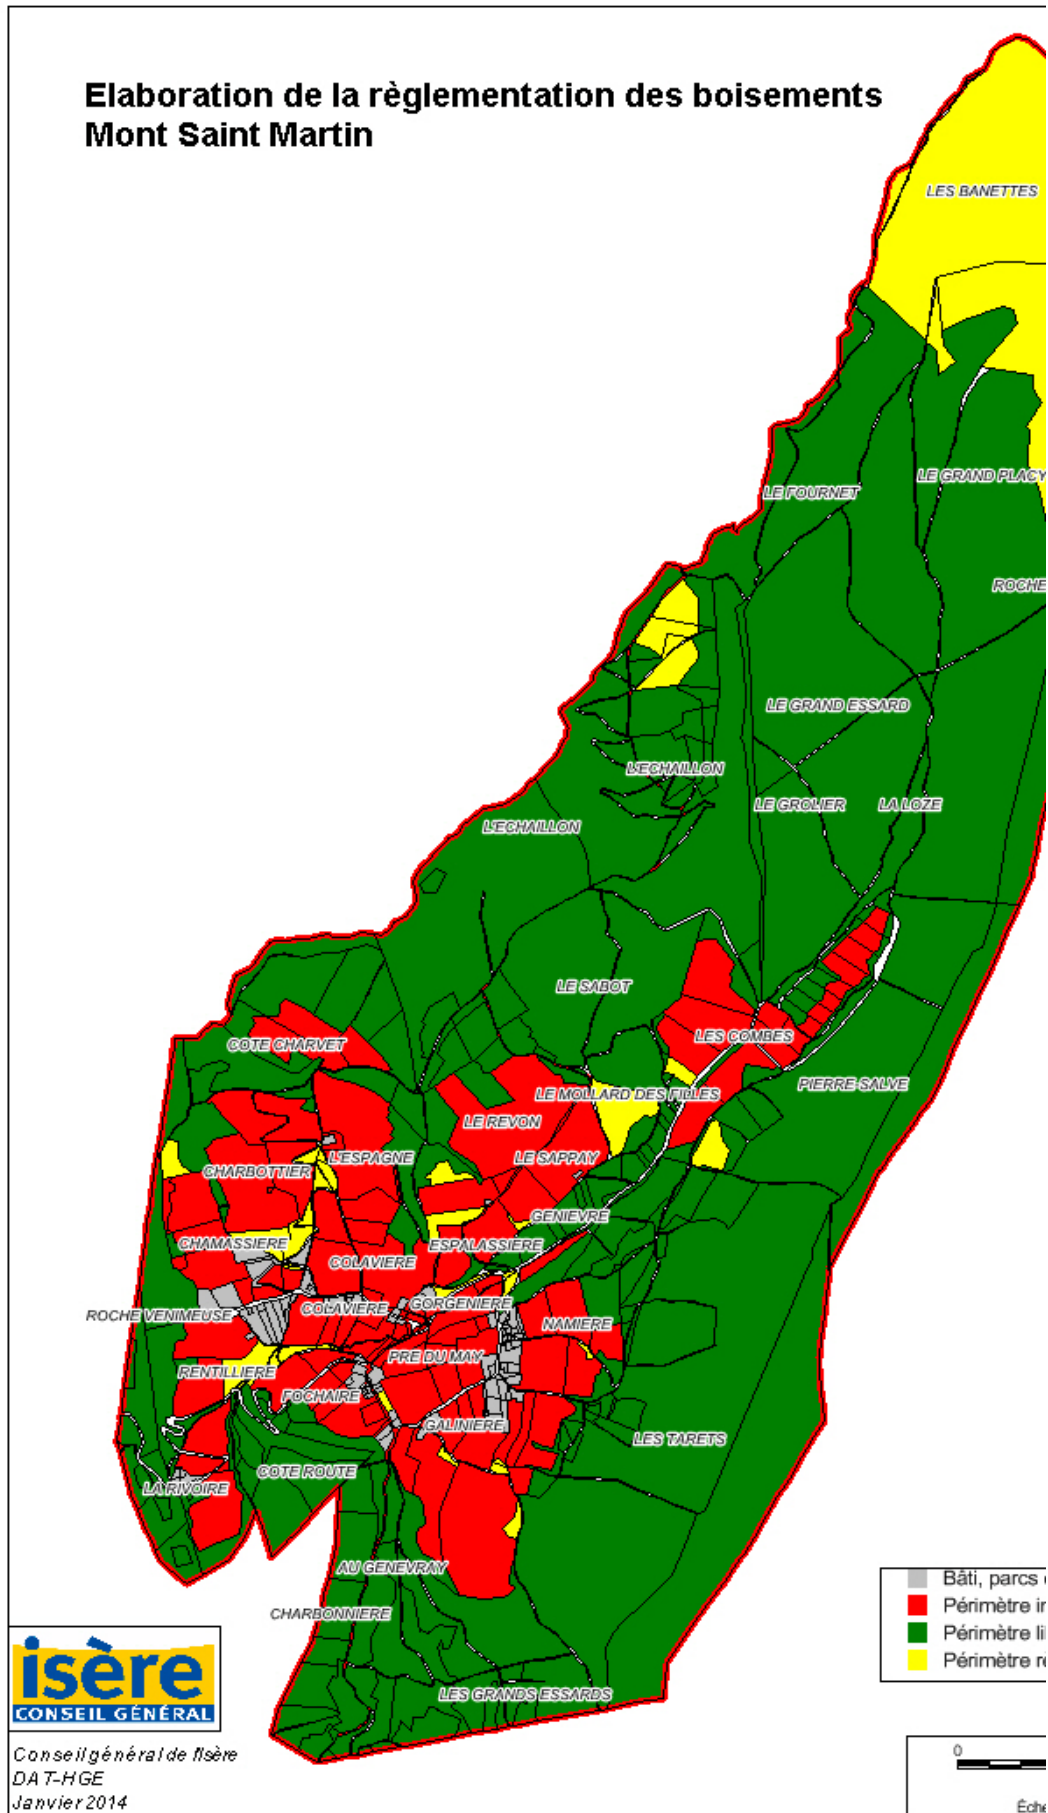 Elaboration de la règlementation des boisements
Mont Saint Martin
LES BANETTES
LE GRAND PLACY
LE FOURNET
ROCHE
LE GRAND ESSARD
L'ECHAILLON
LE GROLIER
LA LOZE
L'ECHAILLON
LE SABOT
LES COMBES
COTE CHARVET
PIERRE SALVE
LE MOLLARD DES FILLES
LE REVON
L'ESPAGNE
LE SAPPAY
CHARBOTTIER
GENIEVRE
CHAMASSIERE
ESPALASSIERE
COLAVIERE
GORGENIERE
COLAVIERE
ROCHE VENIMEUSE
NAMIERE
PRE DU MAY
RENTILLIERE
FOCHAIRE
GALINIERE
LES TARETS
COTE ROUTE
LA RIVOIRE
AU GENEVRAY
CHARBONNIERE
LES GRANDS ESSARDS
Bâti, parcs
Périmètre
Périmètre
Périmètre
isère
CONSEIL GÉNÉRAL
Conseil général de l'Isère
DAT-HGE
Janvier 2014
0